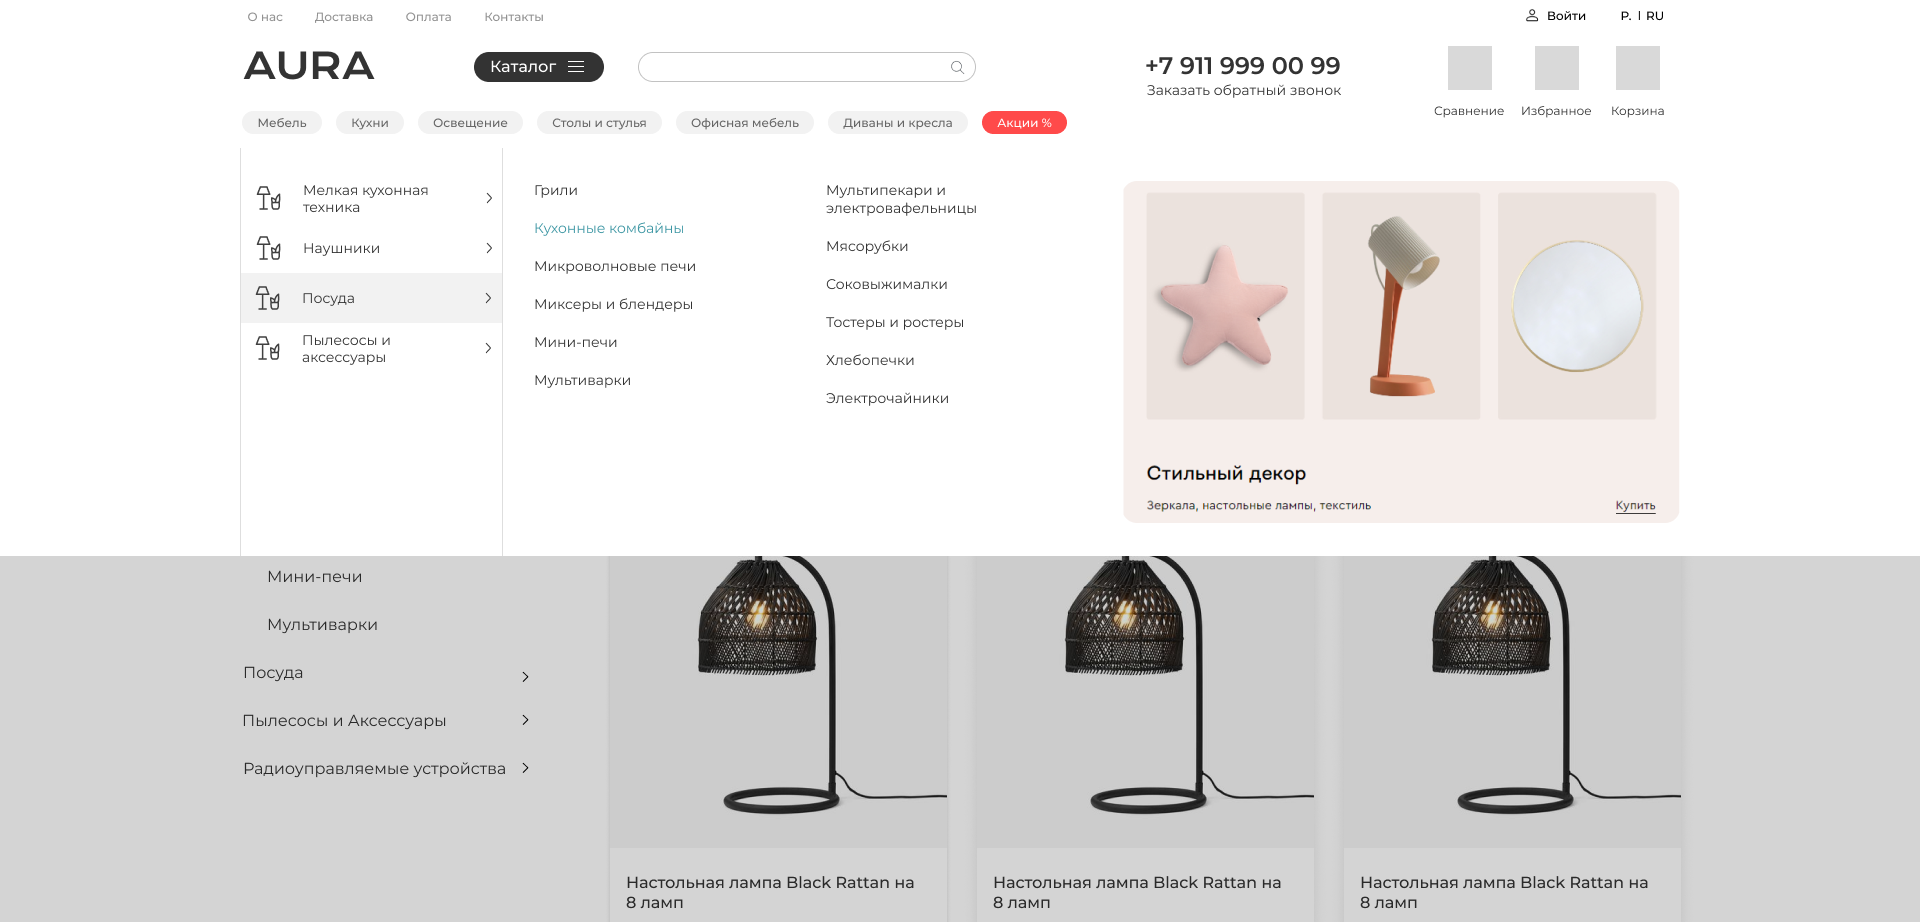 О нас
Доставка
Оплата
Контакты
Войти
Р. | RU
AURA
Каталог
+7 911 999 00 99
Заказать обратный звонок
Сравнение
Избранное
Корзина
Мебель
Кухни
Освещение
Столы и стулья
Офисная мебель
Диваны и кресла
Акции %
Мелкая кухонная
техника
Наушники
Посуда
Пылесосы и
аксессуары
Грили
Кухонные комбайны
Микроволновые печи
Миксеры и блендеры
Мини-печи
Мультиварки
Мультипекари и
электровафельницы
Мясорубки
Соковыжималки
Тостеры и ростеры
Хлебопечки
Электрочайники
Стильный декор
Зеркала, настольные лампы, текстиль
Купить
Мини-печи
Мультиварки
Посуда
Пылесосы и Аксессуары
Радиоуправляемые устройства
Настольная лампа Black Rattan на
8 ламп
Настольная лампа Black Rattan на
8 ламп
Настольная лампа Black Rattan на
8 ламп